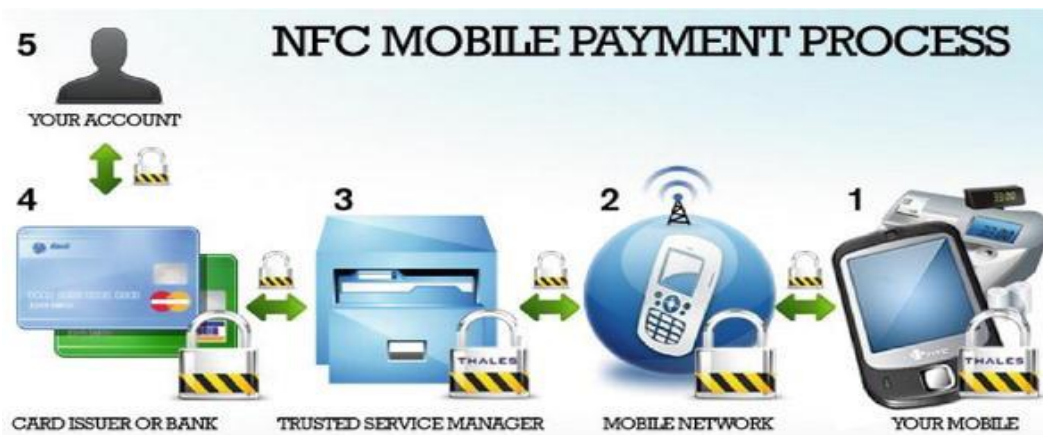 NFC MOBILE PAYMENT PROCESS
5
YOUR ACCOUNT
4
3
2
1
THALES
THALES
CARD ISSUER OR BANK
TRUSTED SERVICE MANAGER
MOBILE NETWORK
YOUR MOBILE